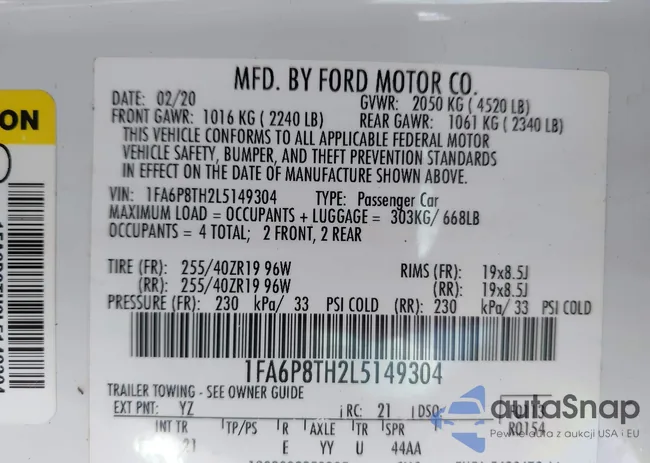 ON
MFD. BY FORD MOTOR CO.
DATE: 02/20 GVWR: 2050 KG (4520 LB)
FRONT GAWR: 1016 KG (2240 LB) REAR GAWR: 1061 KG (2340 LB)
THIS VEHICLE CONFORMS TO ALL APPLICABLE FEDERAL MOTOR
VEHICLE SAFETY, BUMPER, AND THEFT PREVENTION STANDARDS
IN EFFECT ON THE DATE OF MANUFACTURE SHOWN ABOVE.
VIN: 1FA6P8TH2L5149304 TYPE: Passenger Car
MAXIMUM LOAD = OCCUPANTS + LUGGAGE = 303KG/ 668LB
OCCUPANTS = 4 TOTAL; 2 FRONT, 2 REAR
TIRE (FR): 255/40ZR19 96W RIMS (FR): 19x8.5J
(RR): 255/40ZR19 96W (RR): 19x8.5J
PRESSURE (FR): 230 kPa/ 33 PSI COLD (RR): 230 kPa/ 33 PSI COLD
1FA6P8TH2L5149304
TRAILER TOWING - SEE OWNER GUIDE
EXT PNT: YZ RC: 21 DSO:
INT TR TP/PS R AXLE TR SPR R0154
21 E YY U 44AA
autoSnap
Pewne auta z aukcji USA i EU